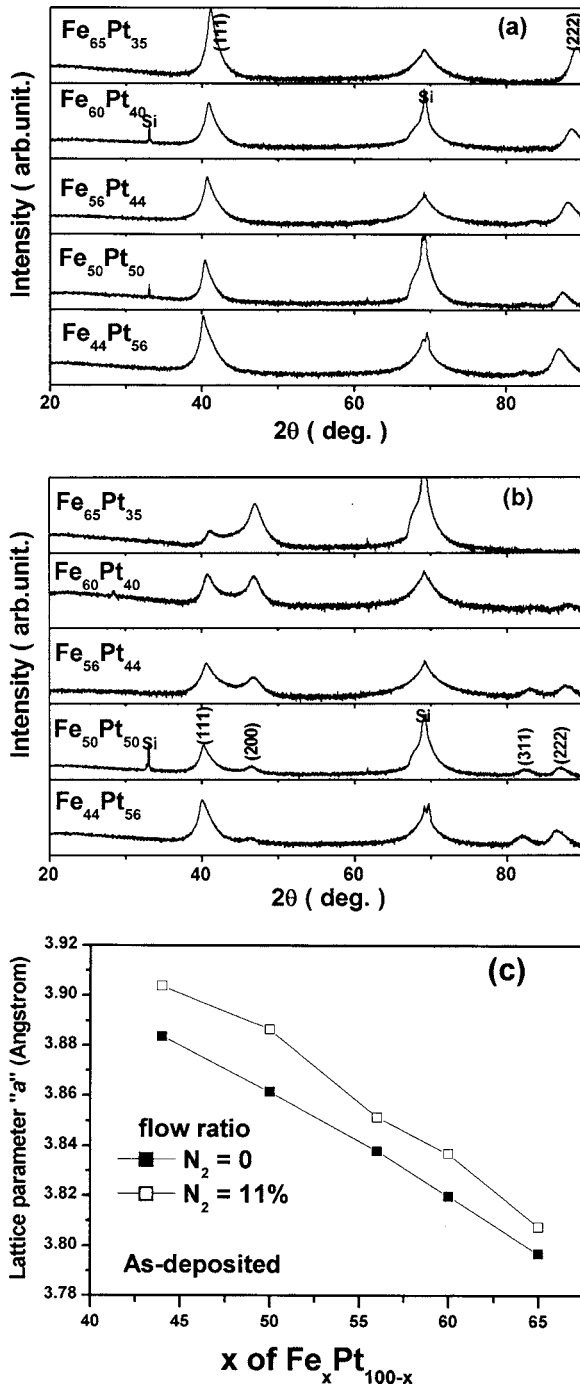 (a)
Fe65Pt35
(111)
(222)
Fe60Pt40
Si
Si
Fe56Pt44
Fe50Pt50
Fe44Pt56
Intensity ( arb.unit.)
20 40 60 80
2θ ( deg. )
(b)
Fe65Pt35
Fe60Pt40
Fe56Pt44
Fe50Pt50
Si
(111)
(200)
Si
(311)
(222)
Fe44Pt56
Intensity ( arb.unit.)
20 40 60 80
2θ ( deg. )
(c)
Lattice parameter "a" (Angstrom)
3.92
3.90
3.88
3.86
3.84
3.82
3.80
3.78
flow ratio
N2 = 0
N2 = 11%
As-deposited
40 45 50 55 60 65
x of FexPt100-x